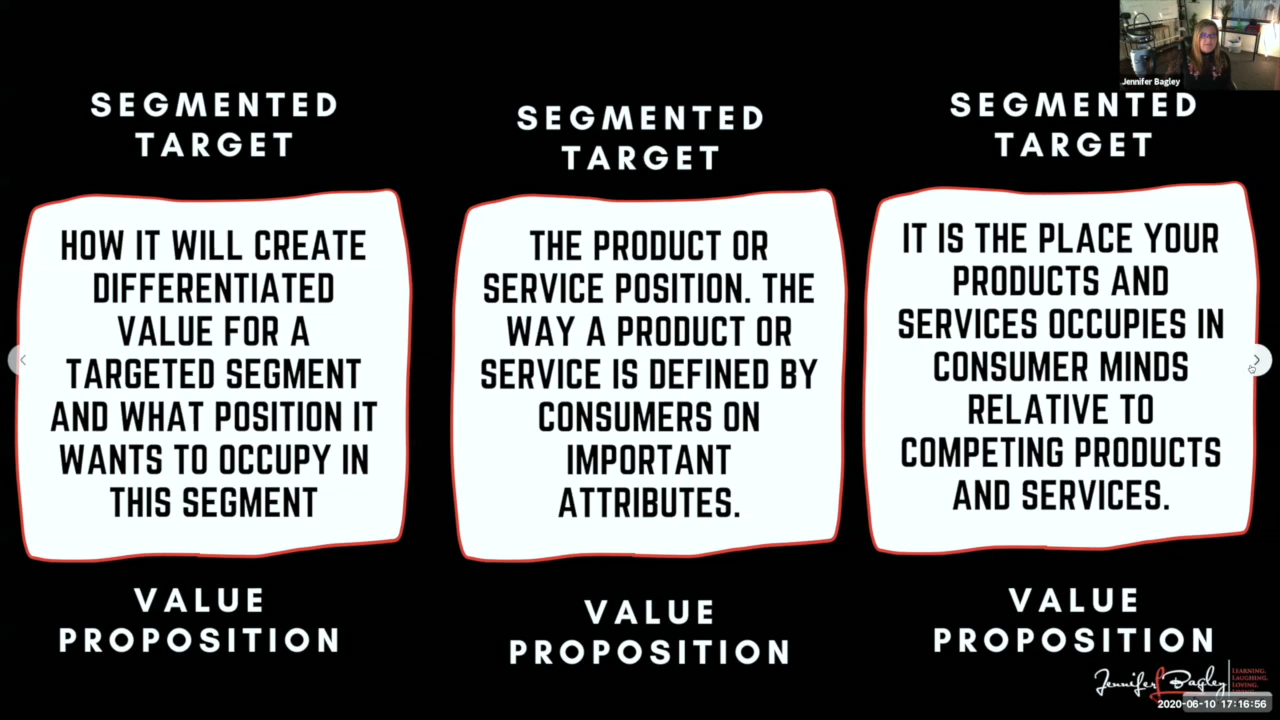 Jennifer Bagley
SEGMENTED
TARGET
HOW IT WILL CREATE
DIFFERENTIATED
VALUE FOR A
TARGETED SEGMENT
AND WHAT POSITION IT
WANTS TO OCCUPY IN
THIS SEGMENT
VALUE
PROPOSITION
SEGMENTED
TARGET
THE PRODUCT OR
SERVICE POSITION. THE
WAY A PRODUCT OR
SERVICE IS DEFINED BY
CONSUMERS ON
IMPORTANT
ATTRIBUTES.
VALUE
PROPOSITION
SEGMENTED
TARGET
IT IS THE PLACE YOUR
PRODUCTS AND
SERVICES OCCUPIES IN
CONSUMER MINDS
RELATIVE TO
COMPETING PRODUCTS
AND SERVICES.
VALUE
PROPOSITION
Jennifer Bagley
LEARNING.
LAUGHING.
LOVING.
2020-06-10 17:16:56